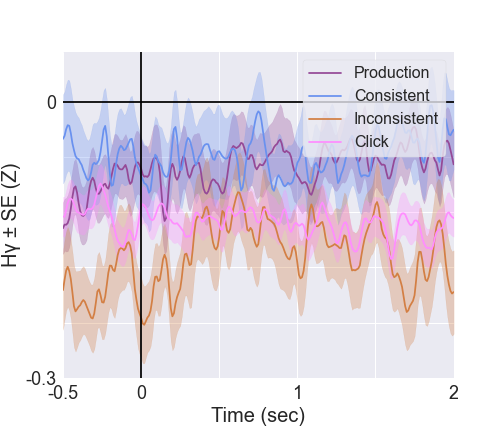 Production
Consistent
Inconsistent
Click
0
-0.3
Hγ ± SE (Z)
-0.5
0
1
2
Time (sec)